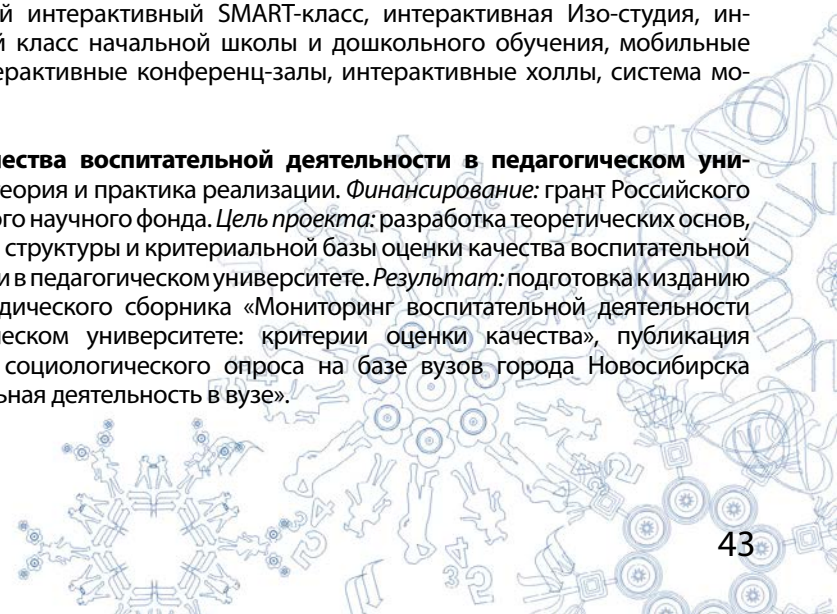 й интерактивный SMART-класс, интерактивная Изо-студия, ин-
й класс начальной школы и дошкольного обучения, мобильные
ерактивные конференц-залы, интерактивные холлы, система мо-
чества воспитательной деятельности в педагогическом уни-
еория и практика реализации. Финансирование: грант Российского
ого научного фонда. Цель проекта: разработка теоретических основ,
структуры и критериальной базы оценки качества воспитательной
и в педагогическом университете. Результат: подготовка к изданию
дического сборника «Мониторинг воспитательной деятельности
ческом университете: критерии оценки качества», публикация
социологического опроса на базе вузов города Новосибирска
ьная деятельность в вузе».
43